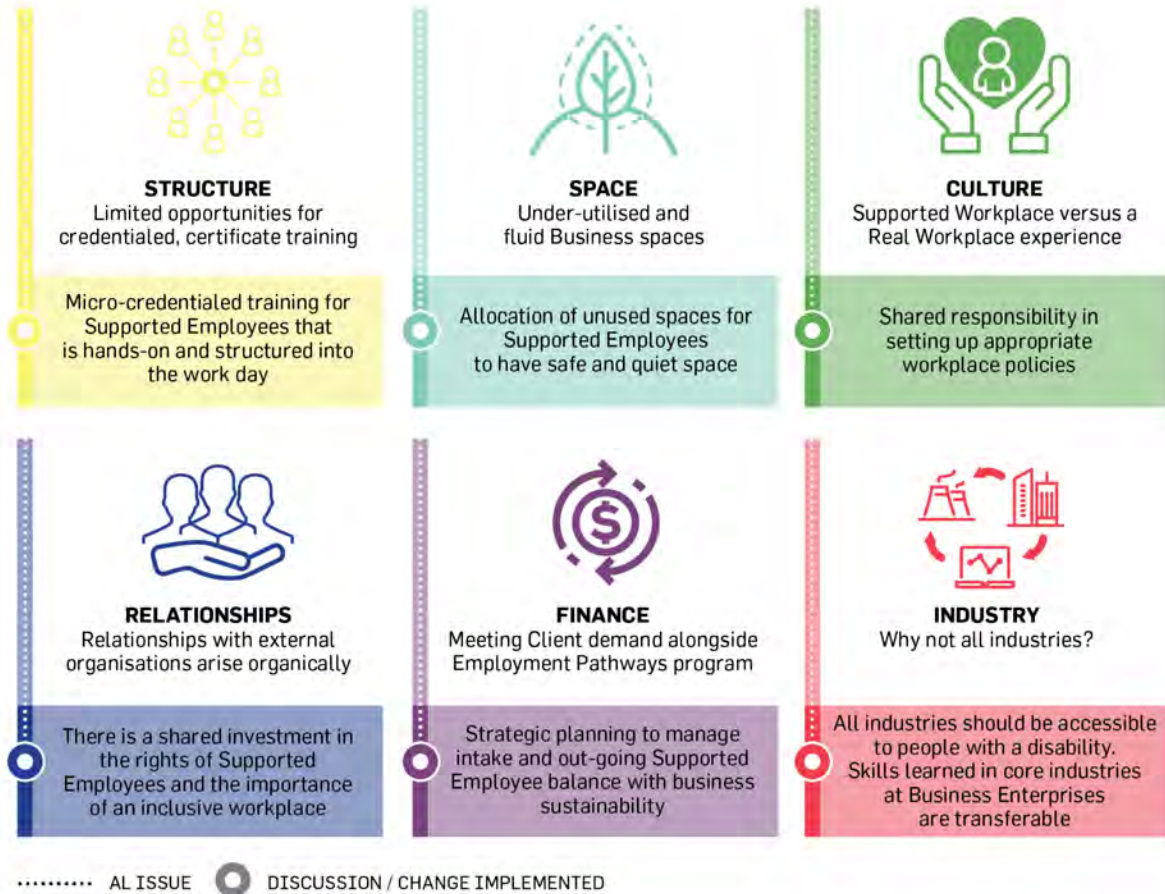 STRUCTURE
Limited opportunities for
credentialed, certificate training
Micro-credentialed training for
Supported Employees that
is hands-on and structured into
the work day
SPACE
Under-utilised and
fluid Business spaces
Allocation of unused spaces for
Supported Employees
to have safe and quiet space
CULTURE
Supported Workplace versus a
Real Workplace experience
Shared responsibility in
setting up appropriate
workplace policies
RELATIONSHIPS
Relationships with external
organisations arise organically
There is a shared investment in
the rights of Supported
Employees and the importance
of an inclusive workplace
FINANCE
Meeting Client demand alongside
Employment Pathways program
Strategic planning to manage
intake and out-going Supported
Employee balance with business
sustainability
INDUSTRY
Why not all industries?
All industries should be accessible
to people with a disability.
Skills learned in core industries
at Business Enterprises
are transferable
AL ISSUE
DISCUSSION / CHANGE IMPLEMENTED